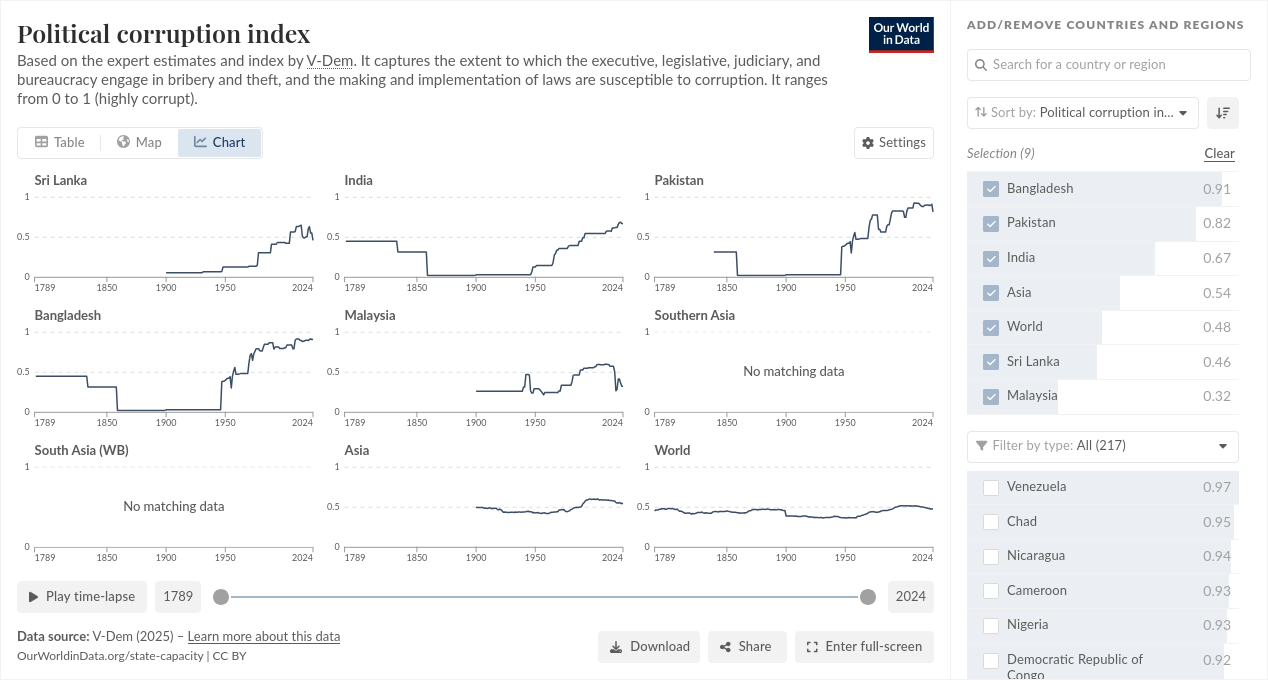 Political corruption index
Our World
in Data
Based on the expert estimates and index by V-Dem. It captures the extent to which the executive, legislative, judiciary, and
bureaucracy engage in bribery and theft, and the making and implementation of laws are susceptible to corruption. It ranges
from 0 to 1 (highly corrupt).
Table
Map
Chart
Settings
Sri Lanka
1
0.5
0
1789 1850 1900 1950 2024
India
1
0.5
0
1789 1850 1900 1950 2024
Pakistan
1
0.5
0
1789 1850 1900 1950 2024
Bangladesh
1
0.5
0
1789 1850 1900 1950 2024
Malaysia
1
0.5
0
1789 1850 1900 1950 2024
Southern Asia
1
No matching data
0
1789 1850 1900 1950 2024
South Asia (WB)
1
No matching data
0
1789 1850 1900 1950 2024
Asia
1
0.5
0
1789 1850 1900 1950 2024
World
1
0.5
0
1789 1850 1900 1950 2024
Play time-lapse
1789
2024
Data source: V-Dem (2025) – Learn more about this data
OurWorldinData.org/state-capacity | CC BY
Download
Share
Enter full-screen
ADD/REMOVE COUNTRIES AND REGIONS
Search for a country or region
Sort by: Political corruption in...
Selection (9)
Clear
Bangladesh 0.91
Pakistan 0.82
India 0.67
Asia 0.54
World 0.48
Sri Lanka 0.46
Malaysia 0.32
Filter by type: All (217)
Venezuela 0.97
Chad 0.95
Nicaragua 0.94
Cameroon 0.93
Nigeria 0.93
Democratic Republic of 0.92
Congo